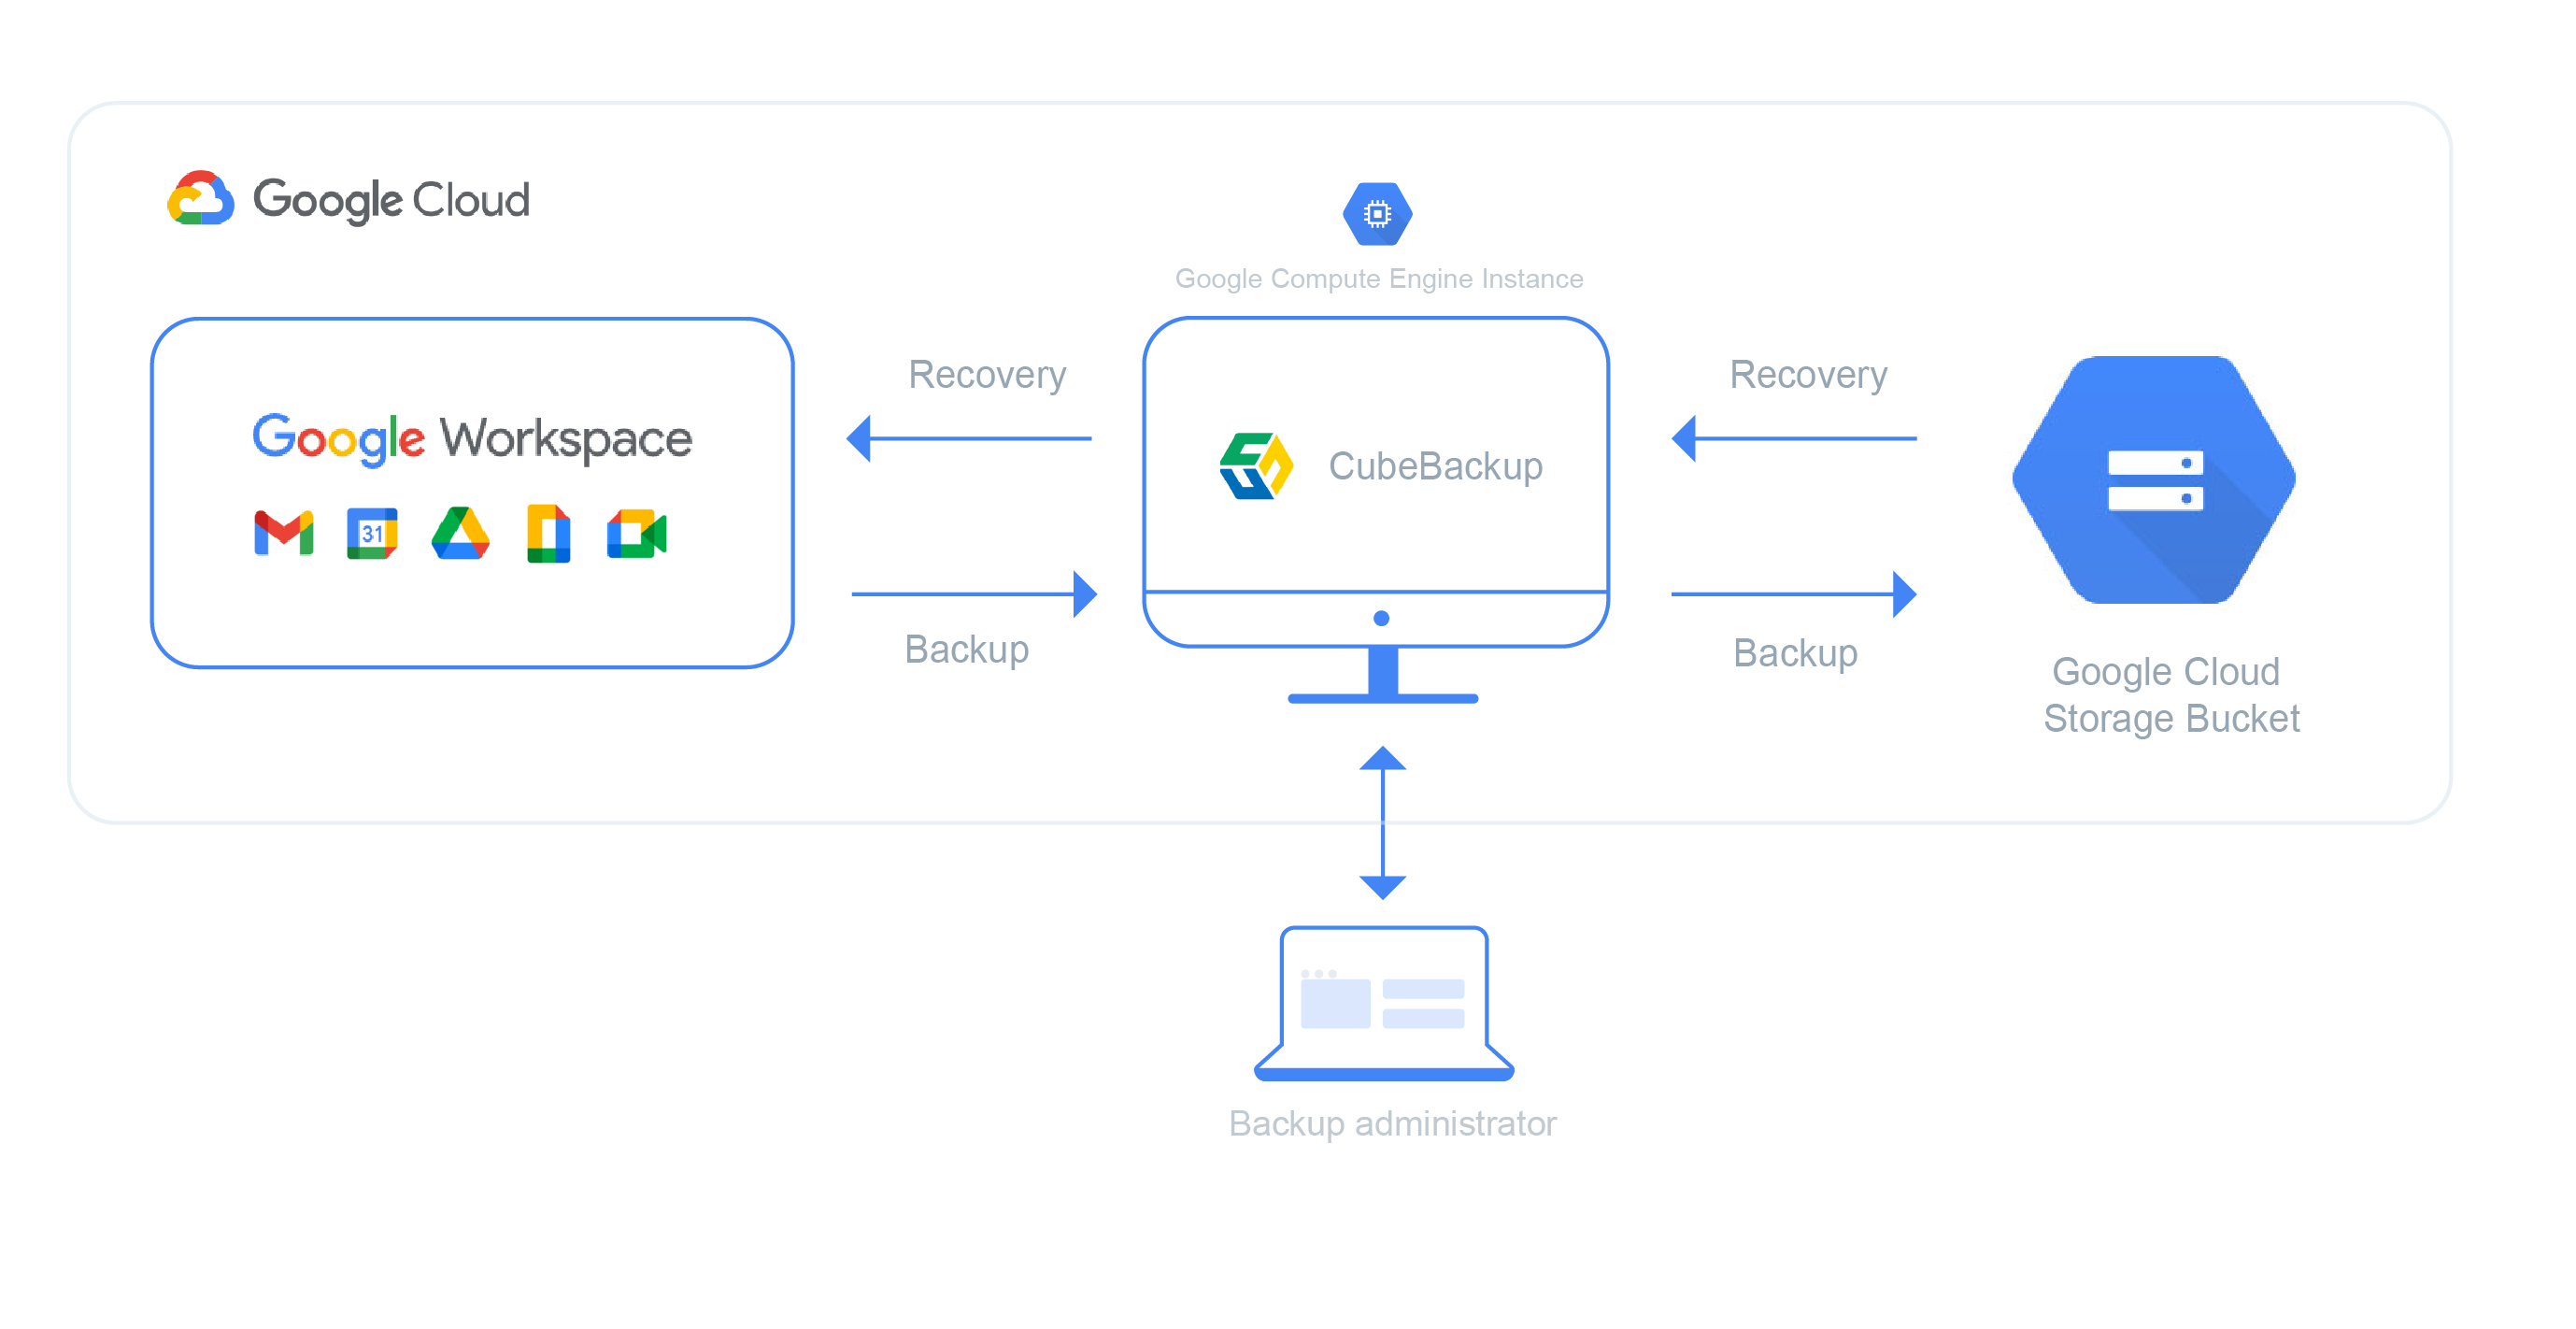 Google Cloud
Google Compute Engine Instance
Recovery
Recovery
Google Workspace
31
CubeBackup
Backup
Backup
Google Cloud
Storage Bucket
Backup administrator